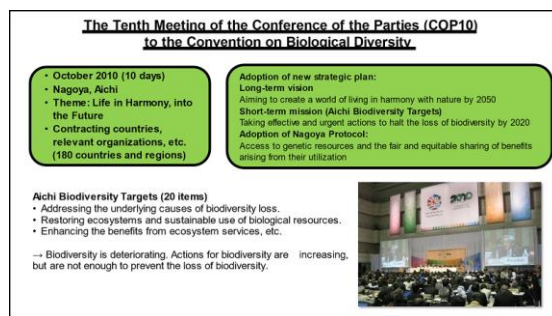 The Tenth Meeting of the Conference of the Parties (COP10)
to the Convention on Biological Diversity
• October 2010 (10 days)
• Nagoya, Aichi
• Theme: Life in Harmony, into
the Future
• Contracting countries,
relevant organizations, etc.
(180 countries and regions)
Adoption of new strategic plan:
Long-term vision
Aiming to create a world of living in harmony with nature by 2050
Short-term mission (Aichi Biodiversity Targets)
Taking effective and urgent actions to halt the loss of biodiversity by 2020
Adoption of Nagoya Protocol:
Access to genetic resources and the fair and equitable sharing of benefits
arising from their utilization
Aichi Biodiversity Targets (20 items)
• Addressing the underlying causes of biodiversity loss.
• Restoring ecosystems and sustainable use of biological resources.
• Enhancing the benefits from ecosystem services, etc.
→ Biodiversity is deteriorating. Actions for biodiversity are increasing,
but are not enough to prevent the loss of biodiversity.
2010